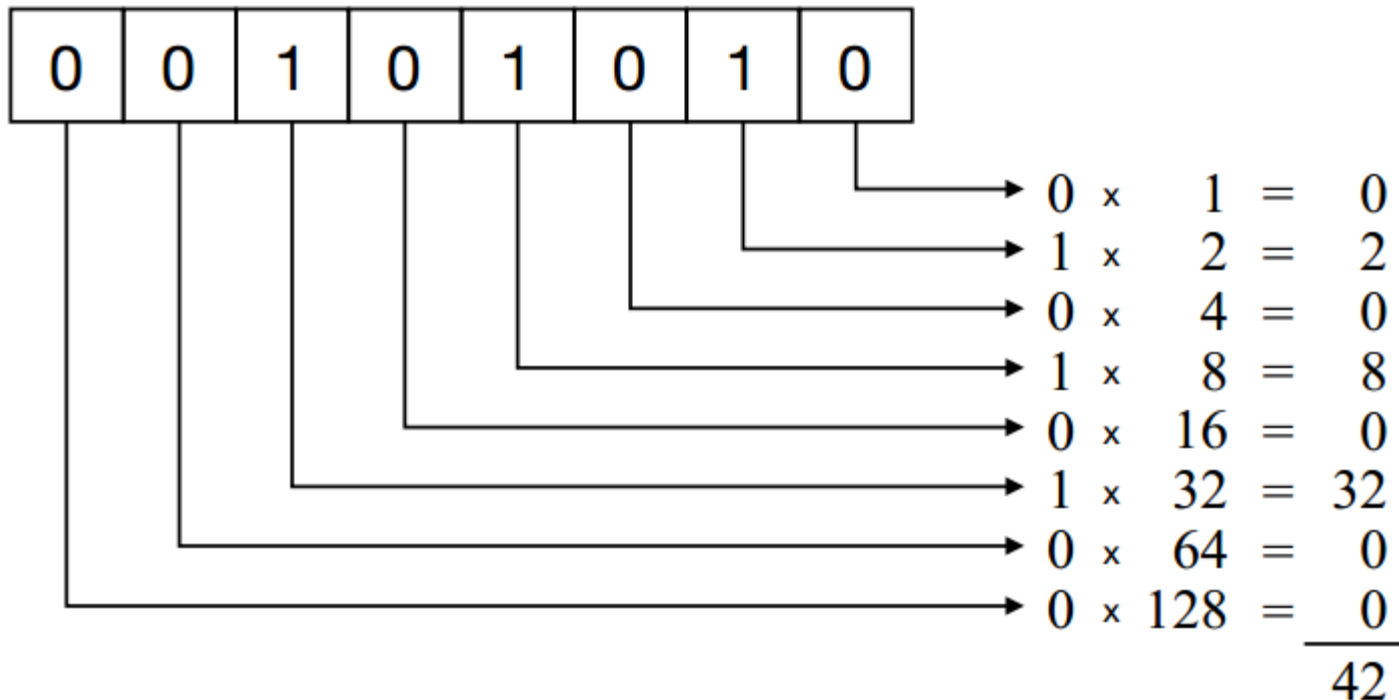 0 0 1 0 1 0 1 0
0 x 1 = 0
1 x 2 = 2
0 x 4 = 0
1 x 8 = 8
0 x 16 = 0
1 x 32 = 32
0 x 64 = 0
0 x 128 = 0
42